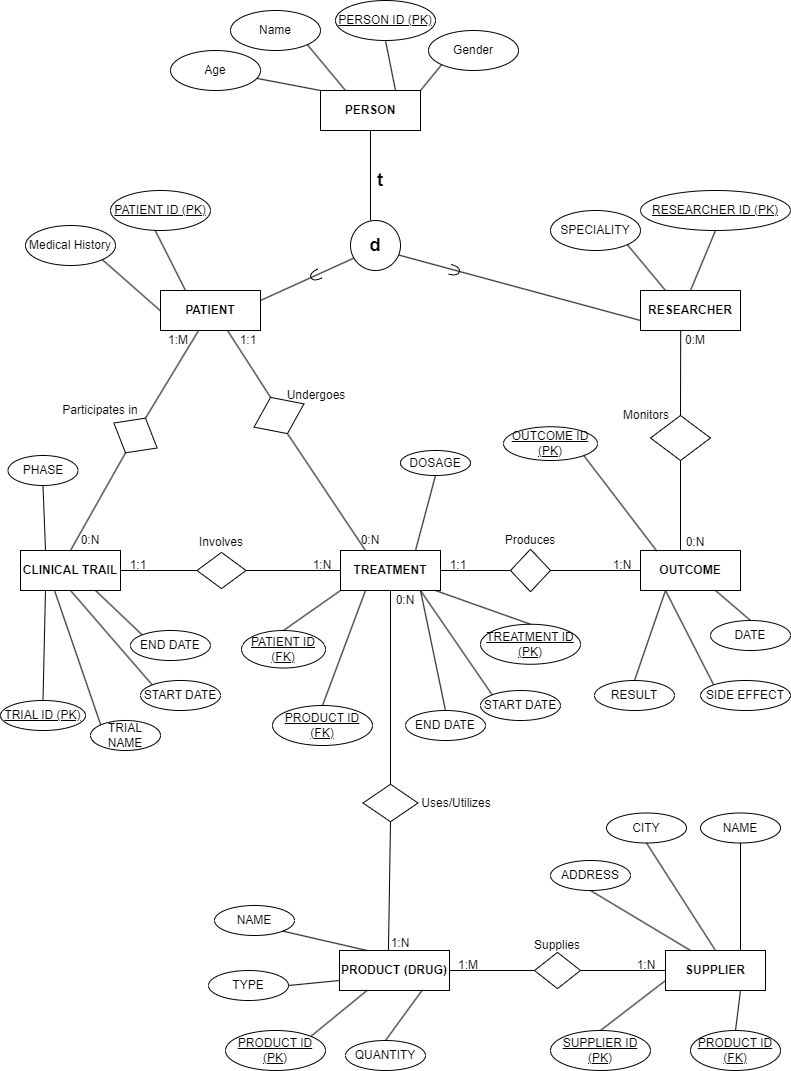 PERSON ID (PK)
Name
Gender
Age
PERSON
t
PATIENT ID (PK)
RESEARCHER ID (PK)
SPECIALITY
Medical History
d
PATIENT
RESEARCHER
1:M
1:1
0:M
Undergoes
Participates in
Monitors
OUTCOME ID
(PK)
DOSAGE
PHASE
0:N
0:N
0:N
Involves
Produces
CLINICAL TRAIL
1:1
1:N
TREATMENT
1:1
1:N
OUTCOME
0:N
PATIENT ID
(FK)
TREATMENT ID
(PK)
DATE
END DATE
START DATE
RESULT
SIDE EFFECT
START DATE
TRIAL ID (PK)
PRODUCT ID
(FK)
END DATE
TRIAL
NAME
Uses/Utilizes
CITY
NAME
ADDRESS
NAME
1:N
Supplies
PRODUCT (DRUG)
1:M
1:N
SUPPLIER
TYPE
PRODUCT ID
(PK)
QUANTITY
SUPPLIER ID
(PK)
PRODUCT ID
(FK)